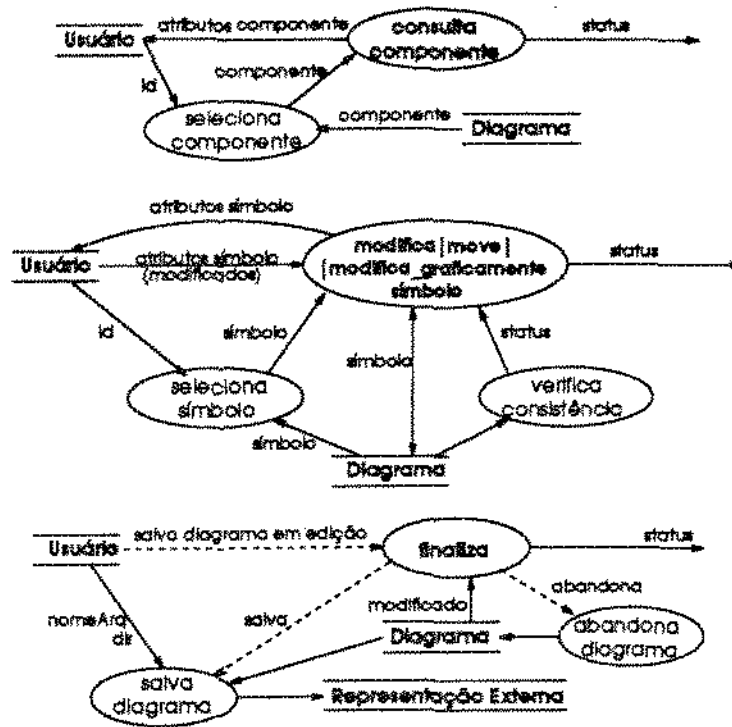 atributos componente
consulta
componente
status
Usuário
componente
id
seleciona
componente
componente
Diagrama
atributos símbolo
Usuário
atributos símbolo
(modificados)
modifica|move|
|modifica_graficamente
símbolo
status
id
símbolo
símbolo
status
seleciona
símbolo
verifica
consistência
símbolo
Diagrama
Usuário
salva diagrama em edição
finaliza
status
abandona
modificado
nomeArq
dir
salva
Diagrama
abandona
diagrama
salva
diagrama
Representação Externa